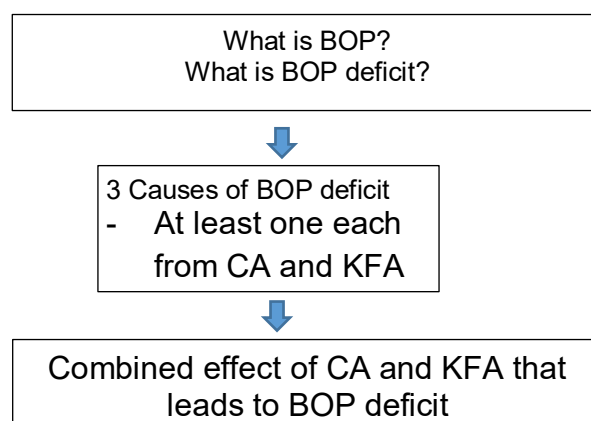 What is BOP?
What is BOP deficit?
3 Causes of BOP deficit
- At least one each
from CA and KFA
Combined effect of CA and KFA that
leads to BOP deficit